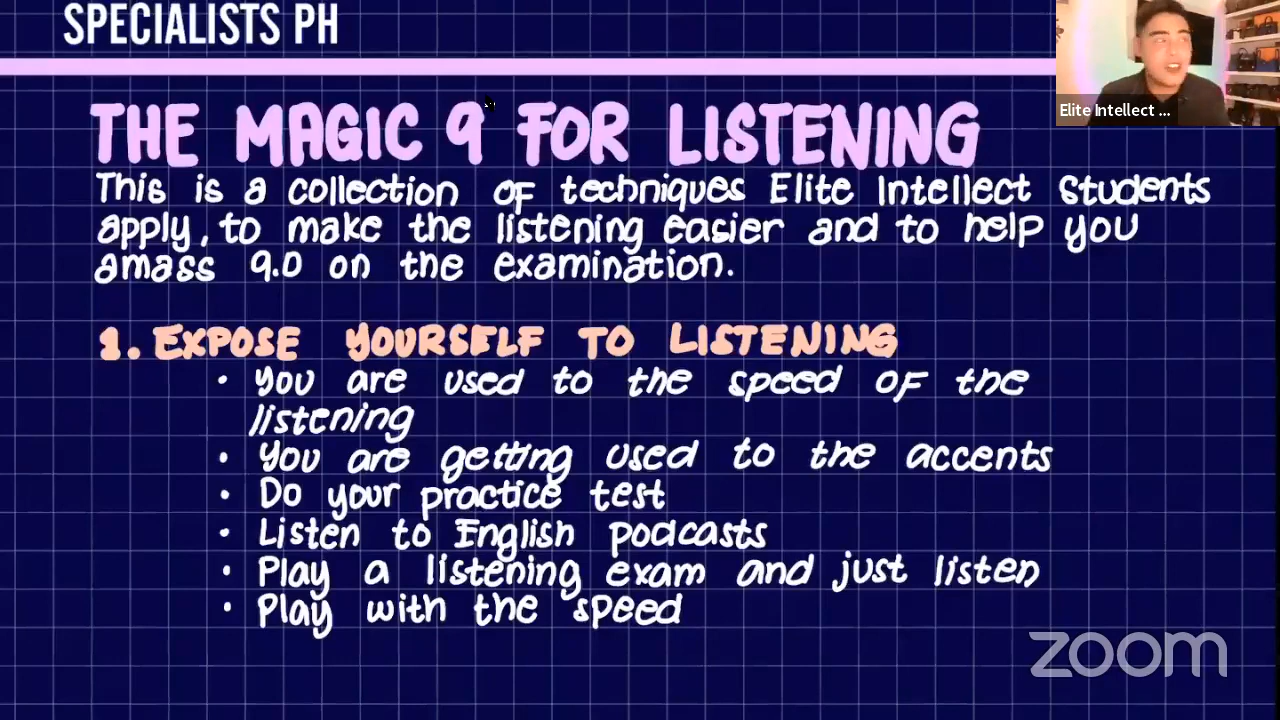 SPECIALISTS PH
Elite Intellect ...
THE MAGIC 9 FOR LISTENING
This is a collection of techniques Elite Intellect Students
apply, to make the listening easier and to help you
amass 9.0 on the examination.
1. EXPOSE YOURSELF TO LISTENING
• You are used to the speed of the
listening
• You are getting used to the accents
• Do your practice test
• Listen to English podcasts
• Play a listening exam and just listen
• Play with the speed
zoom